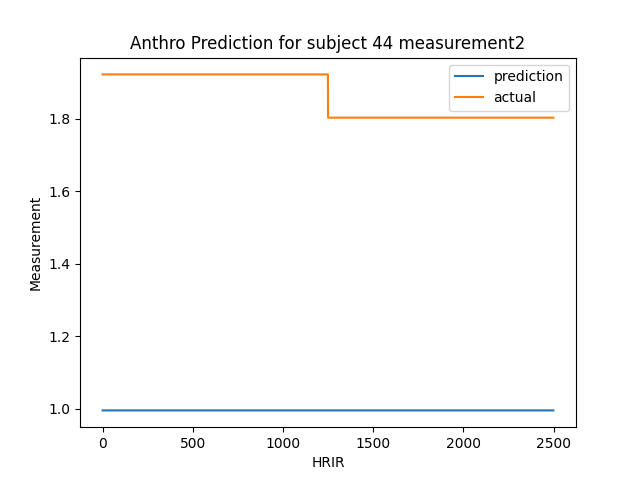 Anthro Prediction for subject 44 measurement2
prediction
actual
1.8
1.6
1.4
1.2
1.0
Measurement
0 500 1000 1500 2000 2500
HRIR